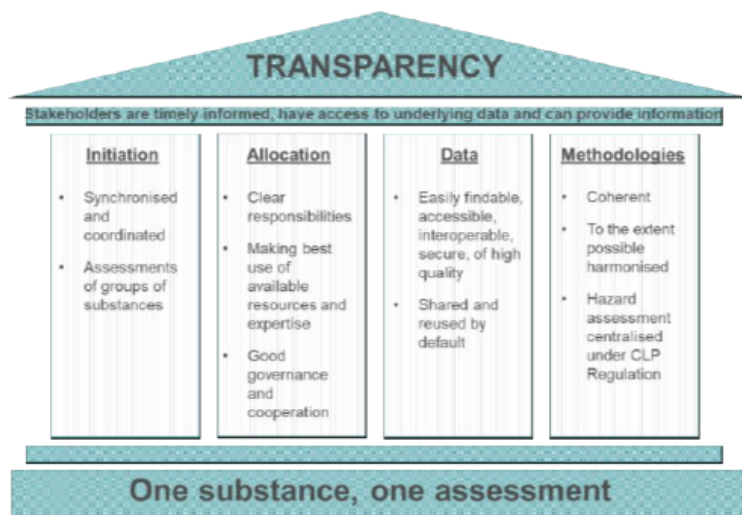 TRANSPARENCY
Stakeholders are timely informed, have access to underlying data and can provide information
Initiation
• Synchronised
and
coordinated
• Assessments
of groups of
substances
Allocation
• Clear
responsibilities
• Making best
use of
available
resources and
expertise
• Good
governance
and
cooperation
Data
• Easily findable,
accessible,
interoperable,
secure, of high
quality
• Shared and
reused by
default
Methodologies
• Coherent
• To the extent
possible
harmonised
• Hazard
assessment
centralised
under CLP
Regulation
One substance, one assessment